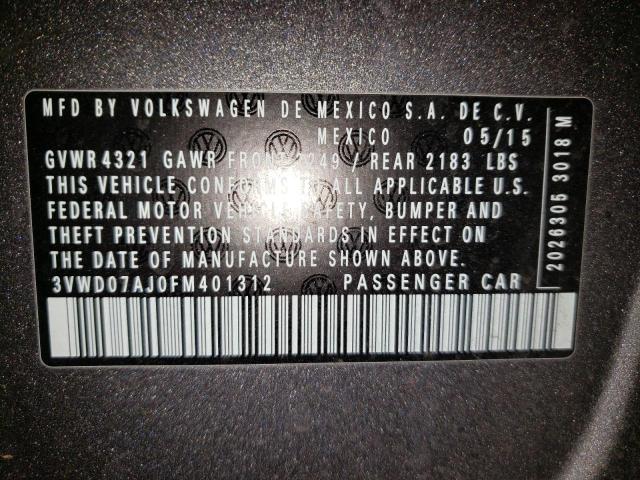 MFD BY VOLKSWAGEN DE MEXICO S.A. DE C.V.
MEXICO 05/15
GVWR 4321 GAWR FRONT 2249 / REAR 2183 LBS
THIS VEHICLE CONFORMS TO ALL APPLICABLE U.S.
FEDERAL MOTOR VEHICLE SAFETY, BUMPER AND
THEFT PREVENTION STANDARDS IN EFFECT ON
THE DATE OF MANUFACTURE SHOWN ABOVE.
3VWD07AJ0FM401312 PASSENGER CAR
2026305 3018 M